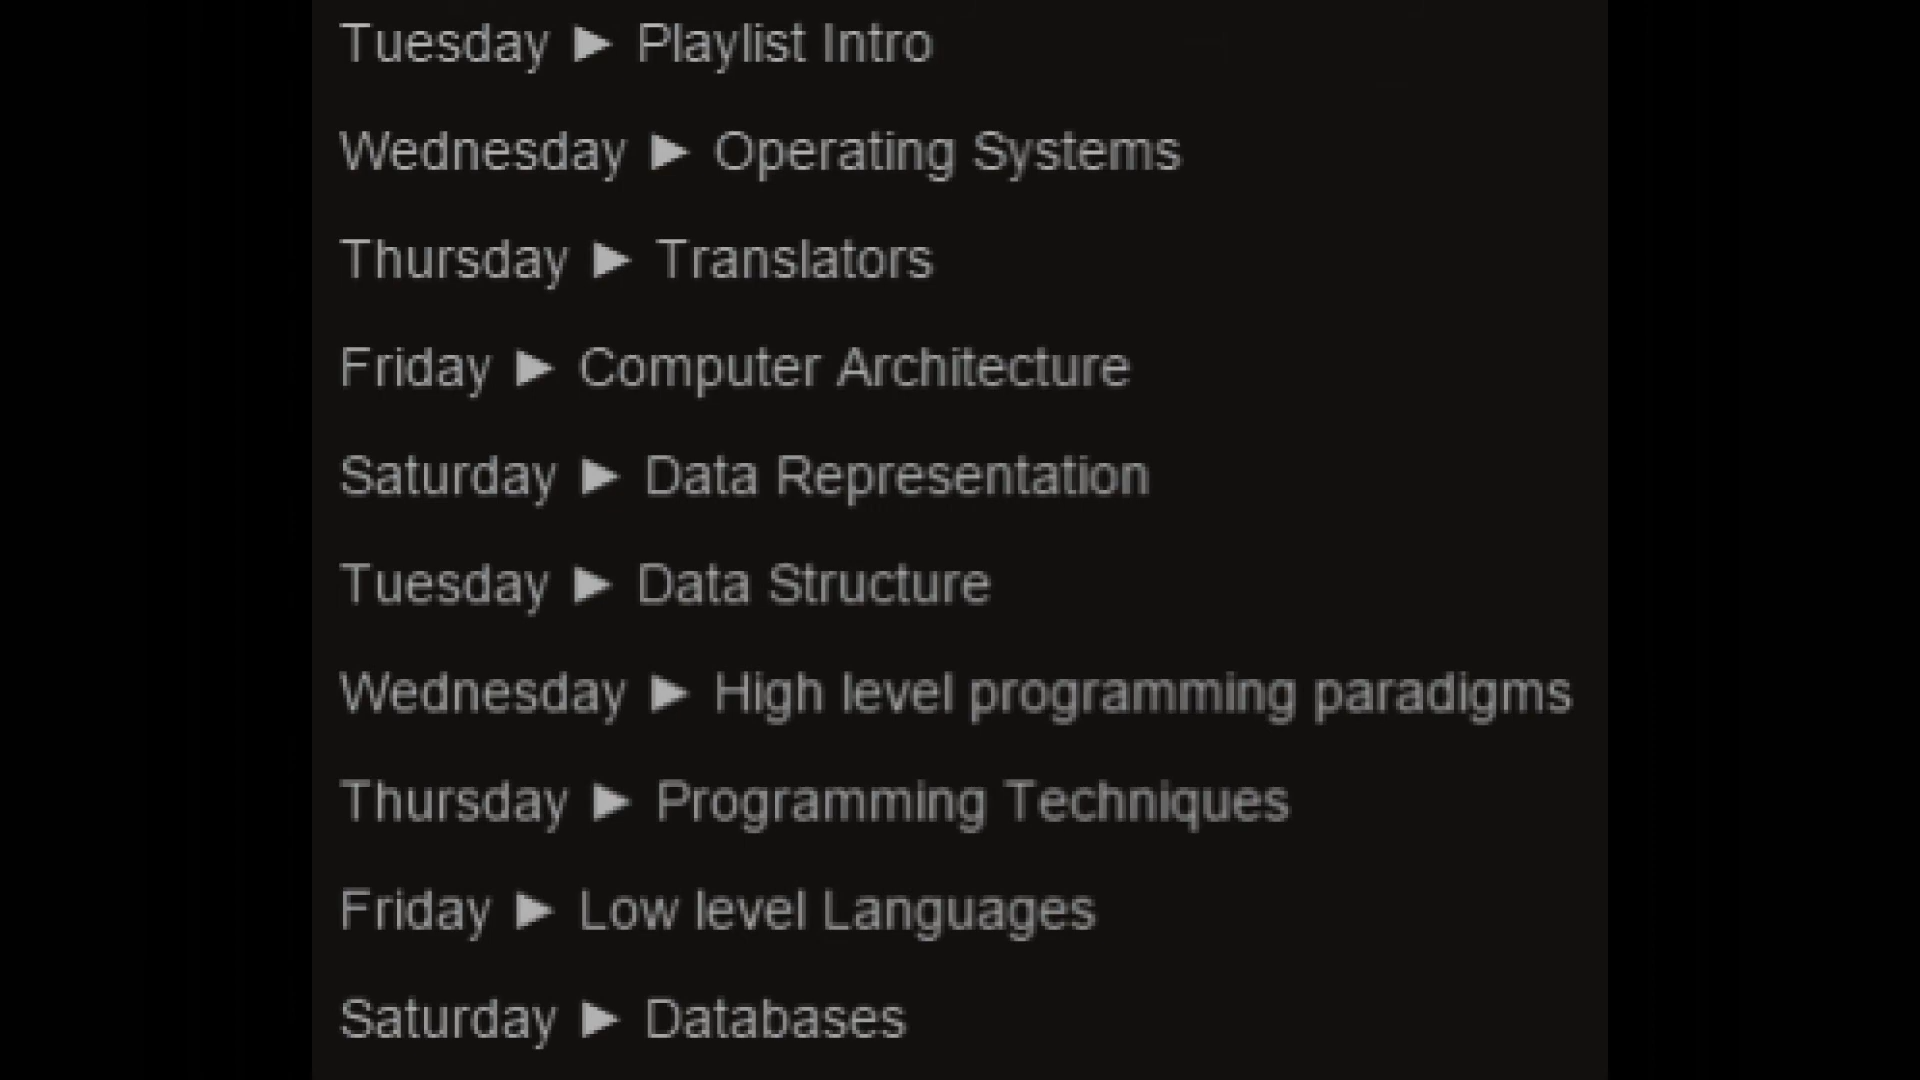 Tuesday ► Playlist Intro
Wednesday ► Operating Systems
Thursday ► Translators
Friday ► Computer Architecture
Saturday ► Data Representation
Tuesday ► Data Structure
Wednesday ► High level programming paradigms
Thursday ► Programming Techniques
Friday ► Low level Languages
Saturday ► Databases